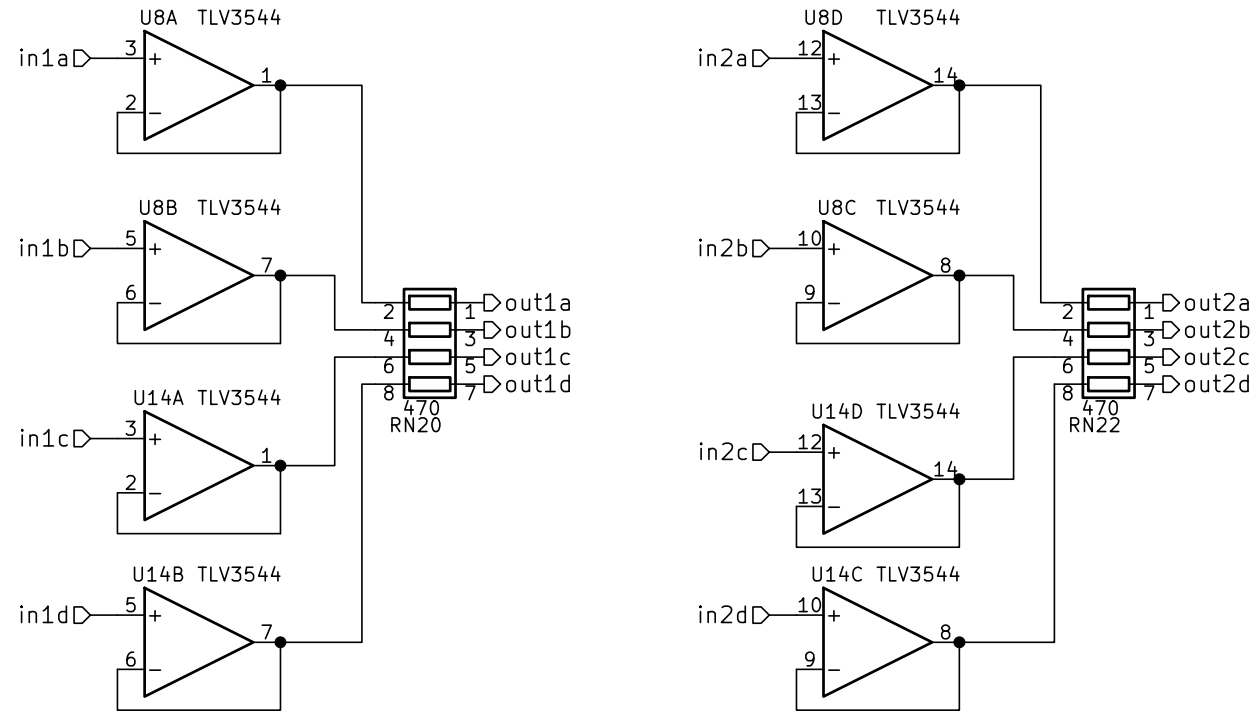 U8A TLV3544
in1a
3
+
1
2
−
U8B TLV3544
in1b
5
+
7
6
−
U14A TLV3544
in1c
3
+
1
2
−
U14B TLV3544
in1d
5
+
7
6
−
2 1 out1a
4 3 out1b
6 5 out1c
8 7 out1d
470
RN20
U8D TLV3544
in2a
12
+
14
13
−
U8C TLV3544
in2b
10
+
8
9
−
U14D TLV3544
in2c
12
+
14
13
−
U14C TLV3544
in2d
10
+
8
9
−
2 1 out2a
4 3 out2b
6 5 out2c
8 7 out2d
470
RN22